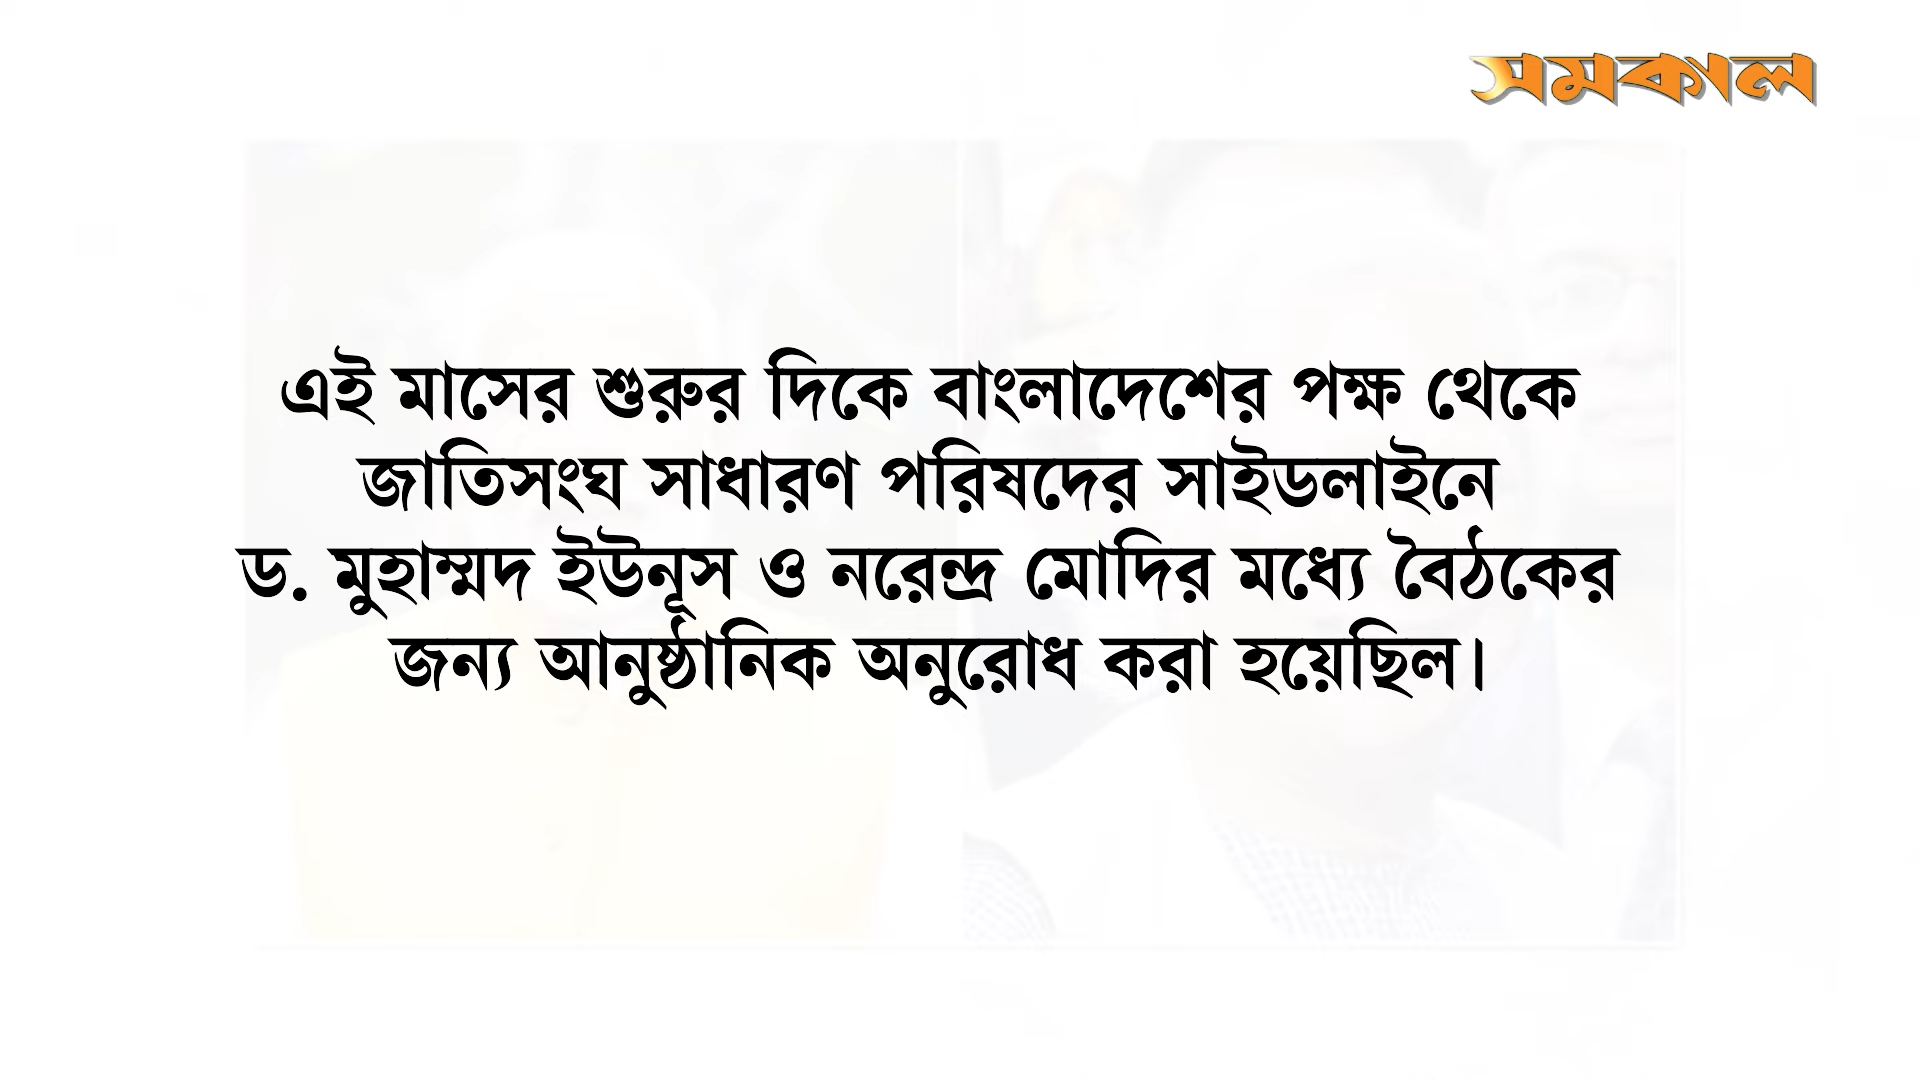 সমকাল
এই মাসের শুরুর দিকে বাংলাদেশের পক্ষ থেকে
জাতিসংঘ সাধারণ পরিষদের সাইডলাইনে
ড. মুহাম্মদ ইউনূস ও নরেন্দ্র মোদির মধ্যে বৈঠকের
জন্য আনুষ্ঠানিক অনুরোধ করা হয়েছিল।